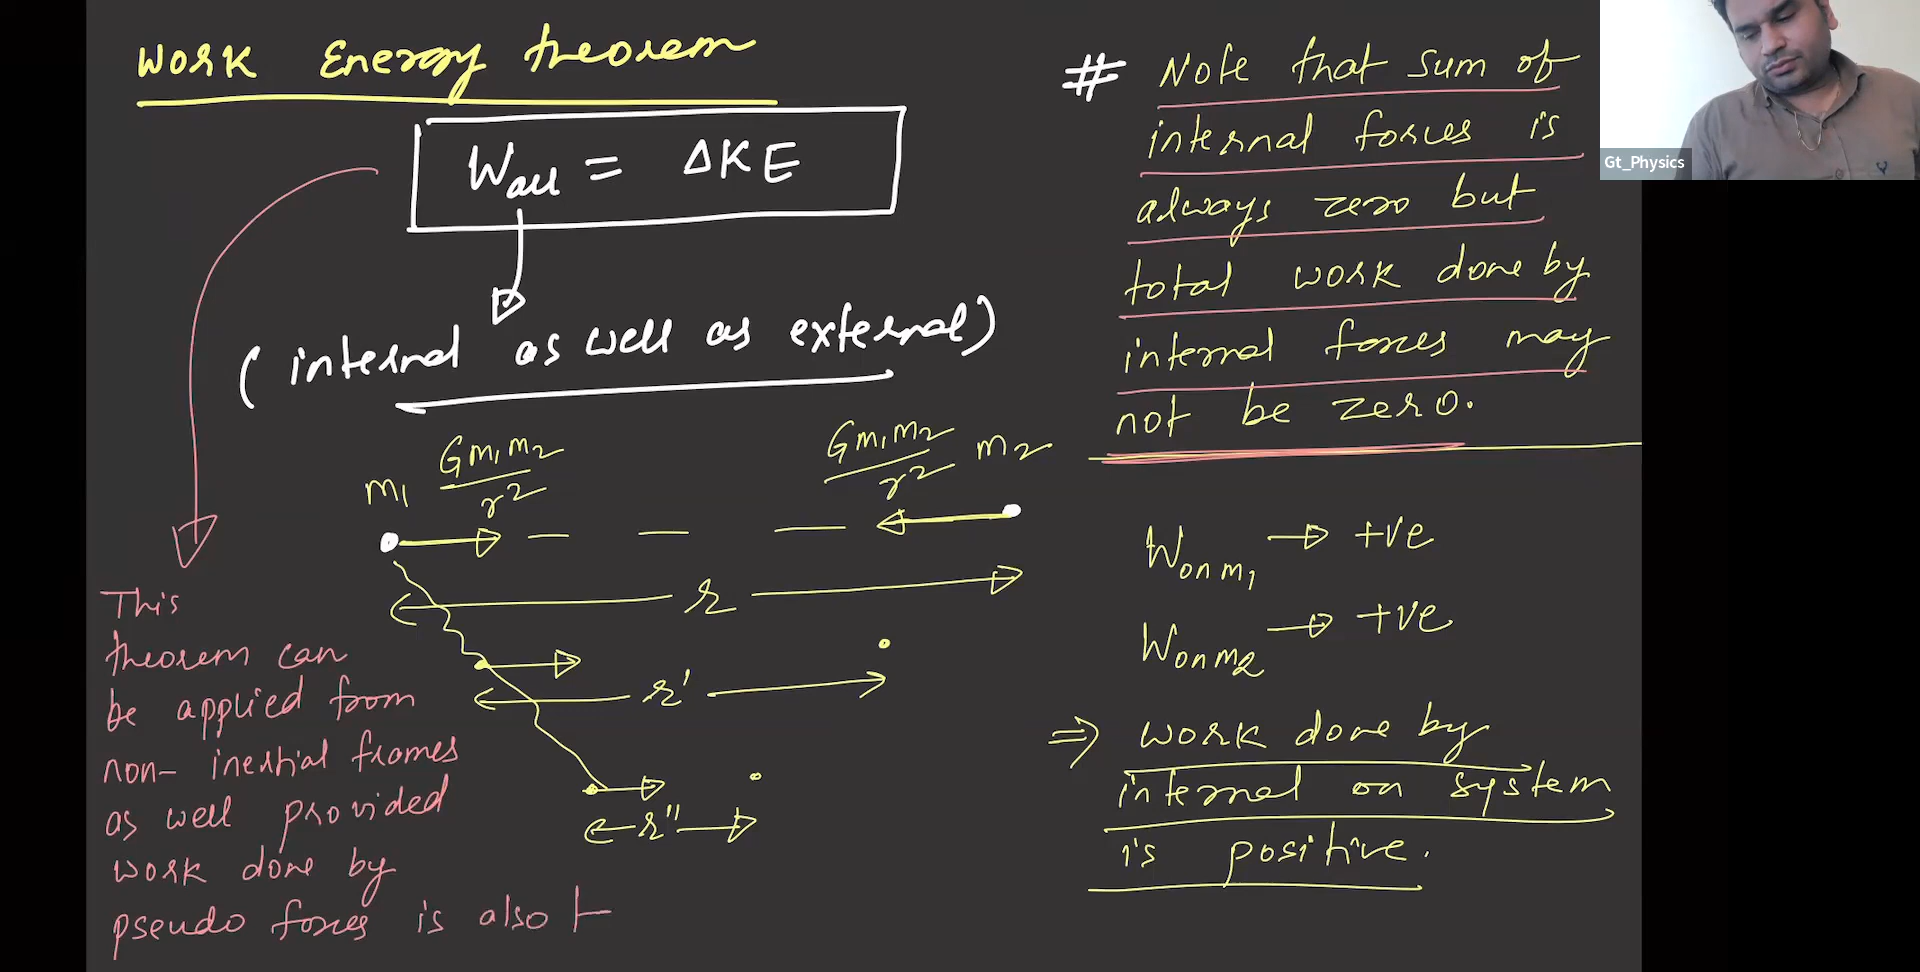 Work Energy theorem
Wall = ΔKE
(internal as well as external)
Gm1m2
r2
m1
Gm1m2
r2
m2
r
r'
r''
This
theorem can
be applied from
non- inertial frames
as well provided
work done by
pseudo forces is also t
# Note that sum of
internal forces is
always zero but
total work done by
internal forces may
not be zero.
Won m1 → +ve
Won m2 → +ve
⇒ work done by
internal on system
is positive.
Gt_Physics